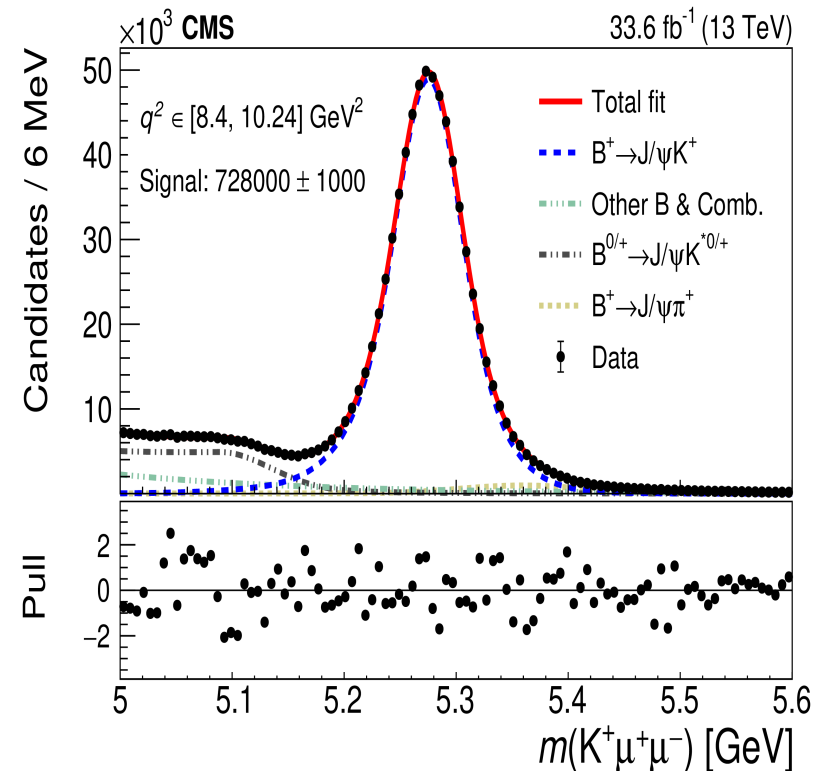 ×10³ CMS 33.6 fb⁻¹ (13 TeV)
Candidates / 6 MeV
50
40
30
20
10
q² ∈ [8.4, 10.24] GeV²
Signal: 728000 ± 1000
Total fit
B⁺→J/ψK⁺
Other B & Comb.
B⁰ᐟ⁺→J/ψK*⁰ᐟ⁺
B⁺→J/ψπ⁺
Data
Pull
2
0
−2
5 5.1 5.2 5.3 5.4 5.5 5.6
m(K⁺μ⁺μ⁻) [GeV]